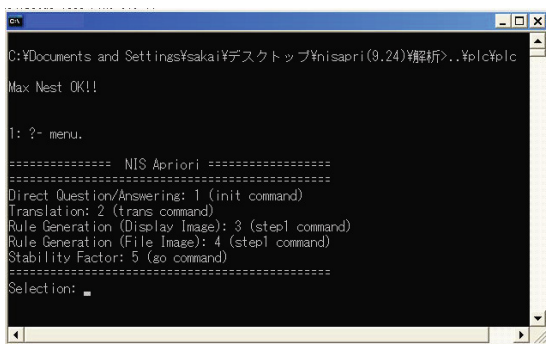 C:¥Documents and Settings¥sakai¥デスクトップ¥nisapri(9.24)¥解析>..¥plc¥plc
Max Nest OK!!
1: ?- menu.
=============== NIS Apriori ==================
===============================================
Direct Question/Answering: 1 (init command)
Translation: 2 (trans command)
Rule Generation (Display Image): 3 (step1 command)
Rule Generation (File Image): 4 (step1 command)
Stability Factor: 5 (go command)
===============================================
Selection: _